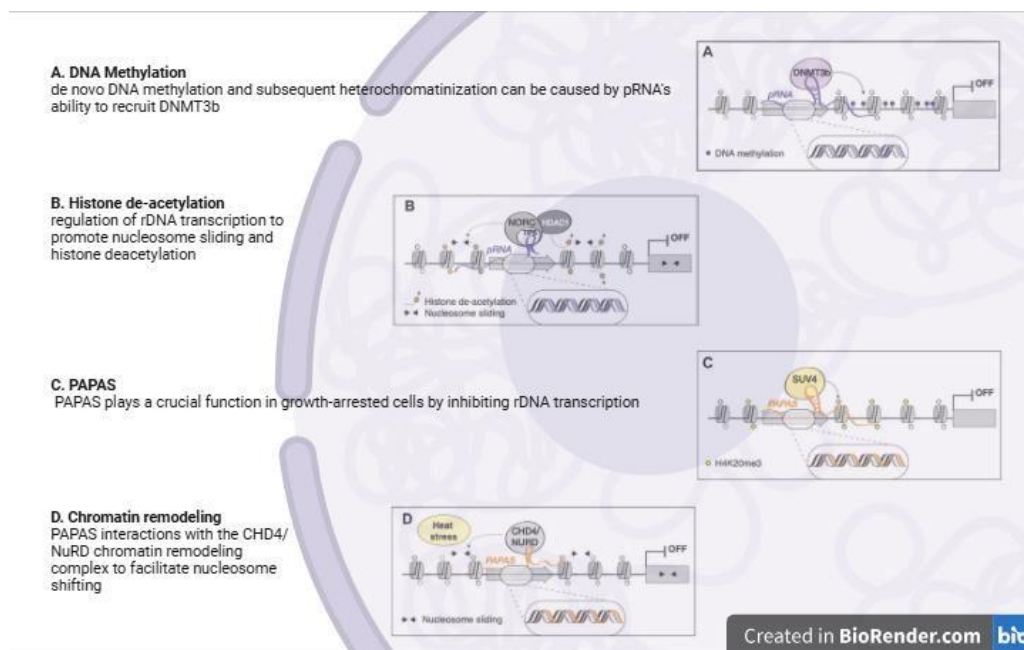 A. DNA Methylation
de novo DNA methylation and subsequent heterochromatinization can be caused by pRNA's
ability to recruit DNMT3b
A
DNMT3b
pRNA
OFF
DNA methylation
B. Histone de-acetylation
regulation of rDNA transcription to
promote nucleosome sliding and
histone deacetylation
B
NORC
HDAC1
pRNA
OFF
Histone de-acetylation
Nucleosome sliding
C. PAPAS
PAPAS plays a crucial function in growth-arrested cells by inhibiting rDNA transcription
C
SUV4
PAPAS
OFF
H4K20me3
D. Chromatin remodeling
PAPAS interactions with the CHD4/
NuRD chromatin remodeling
complex to facilitate nucleosome
shifting
D
Heat
stress
CHD4/
NURD
PAPAS
OFF
Nucleosome sliding
Created in BioRender.com